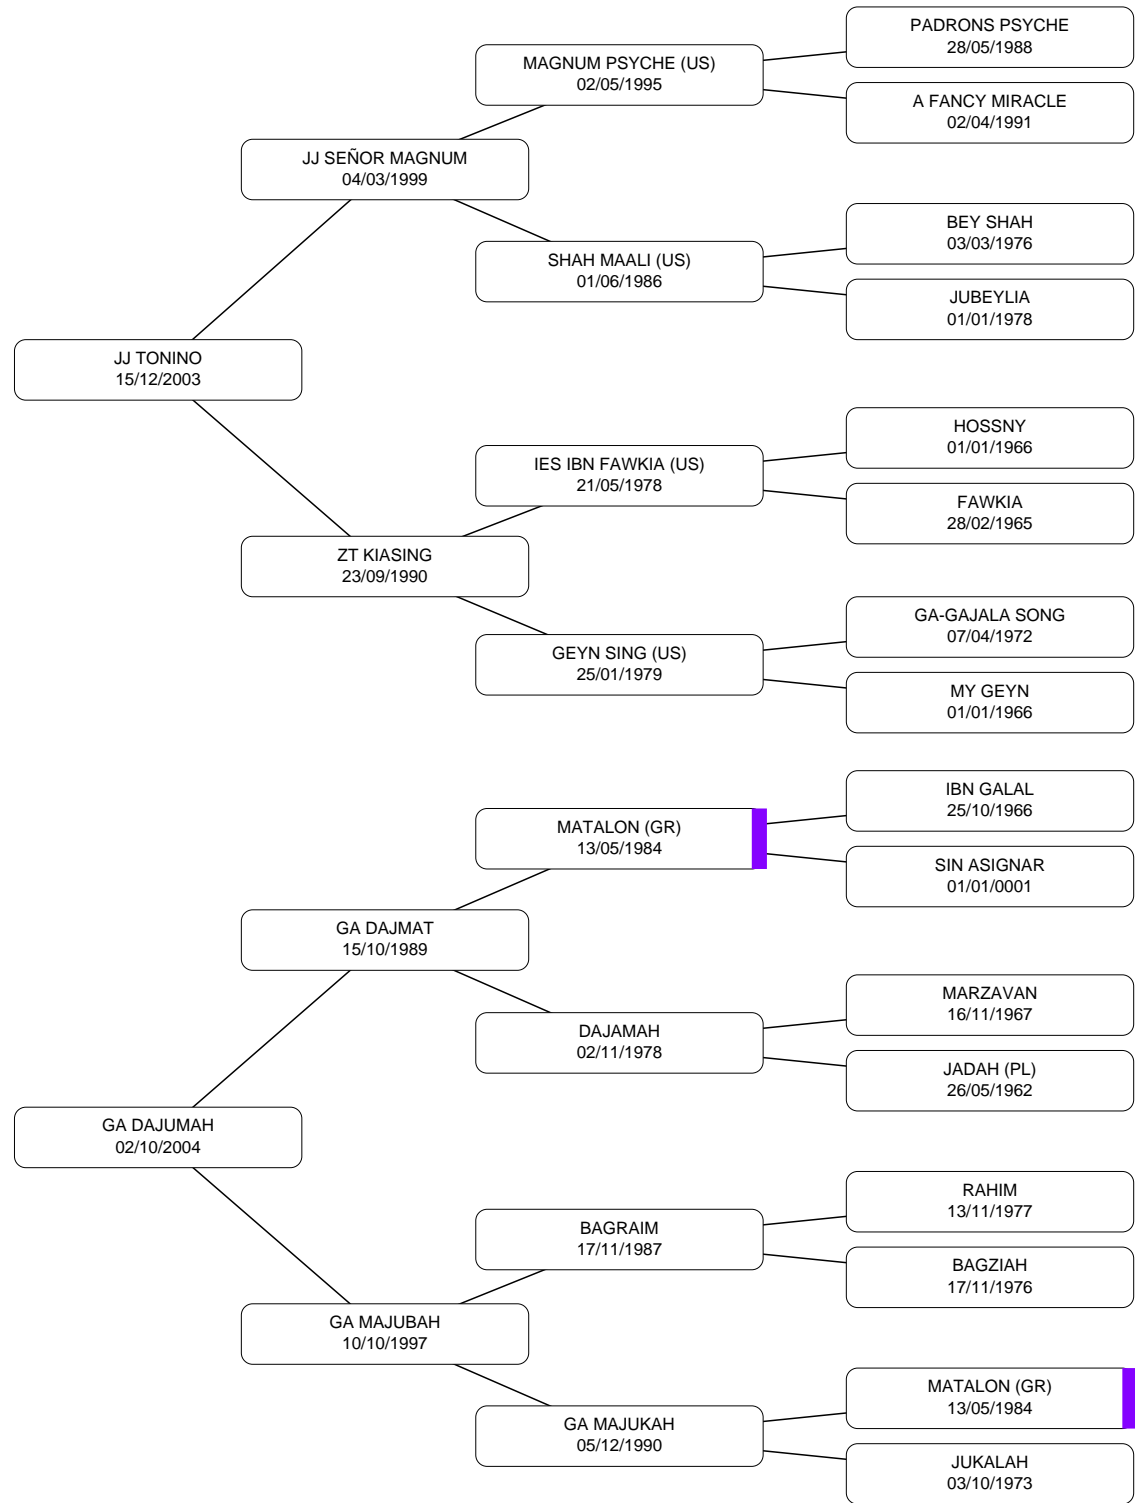 PADRONS PSYCHE
28/05/1988
MAGNUM PSYCHE (US)
02/05/1995
A FANCY MIRACLE
02/04/1991
JJ SEÑOR MAGNUM
04/03/1999
BEY SHAH
03/03/1976
SHAH MAALI (US)
01/06/1986
JUBEYLIA
01/01/1978
JJ TONINO
15/12/2003
HOSSNY
01/01/1966
IES IBN FAWKIA (US)
21/05/1978
FAWKIA
28/02/1965
ZT KIASING
23/09/1990
GA-GAJALA SONG
07/04/1972
GEYN SING (US)
25/01/1979
MY GEYN
01/01/1966
IBN GALAL
25/10/1966
MATALON (GR)
13/05/1984
SIN ASIGNAR
01/01/0001
GA DAJMAT
15/10/1989
MARZAVAN
16/11/1967
DAJAMAH
02/11/1978
JADAH (PL)
26/05/1962
GA DAJUMAH
02/10/2004
RAHIM
13/11/1977
BAGRAIM
17/11/1987
BAGZIAH
17/11/1976
GA MAJUBAH
10/10/1997
MATALON (GR)
13/05/1984
GA MAJUKAH
05/12/1990
JUKALAH
03/10/1973